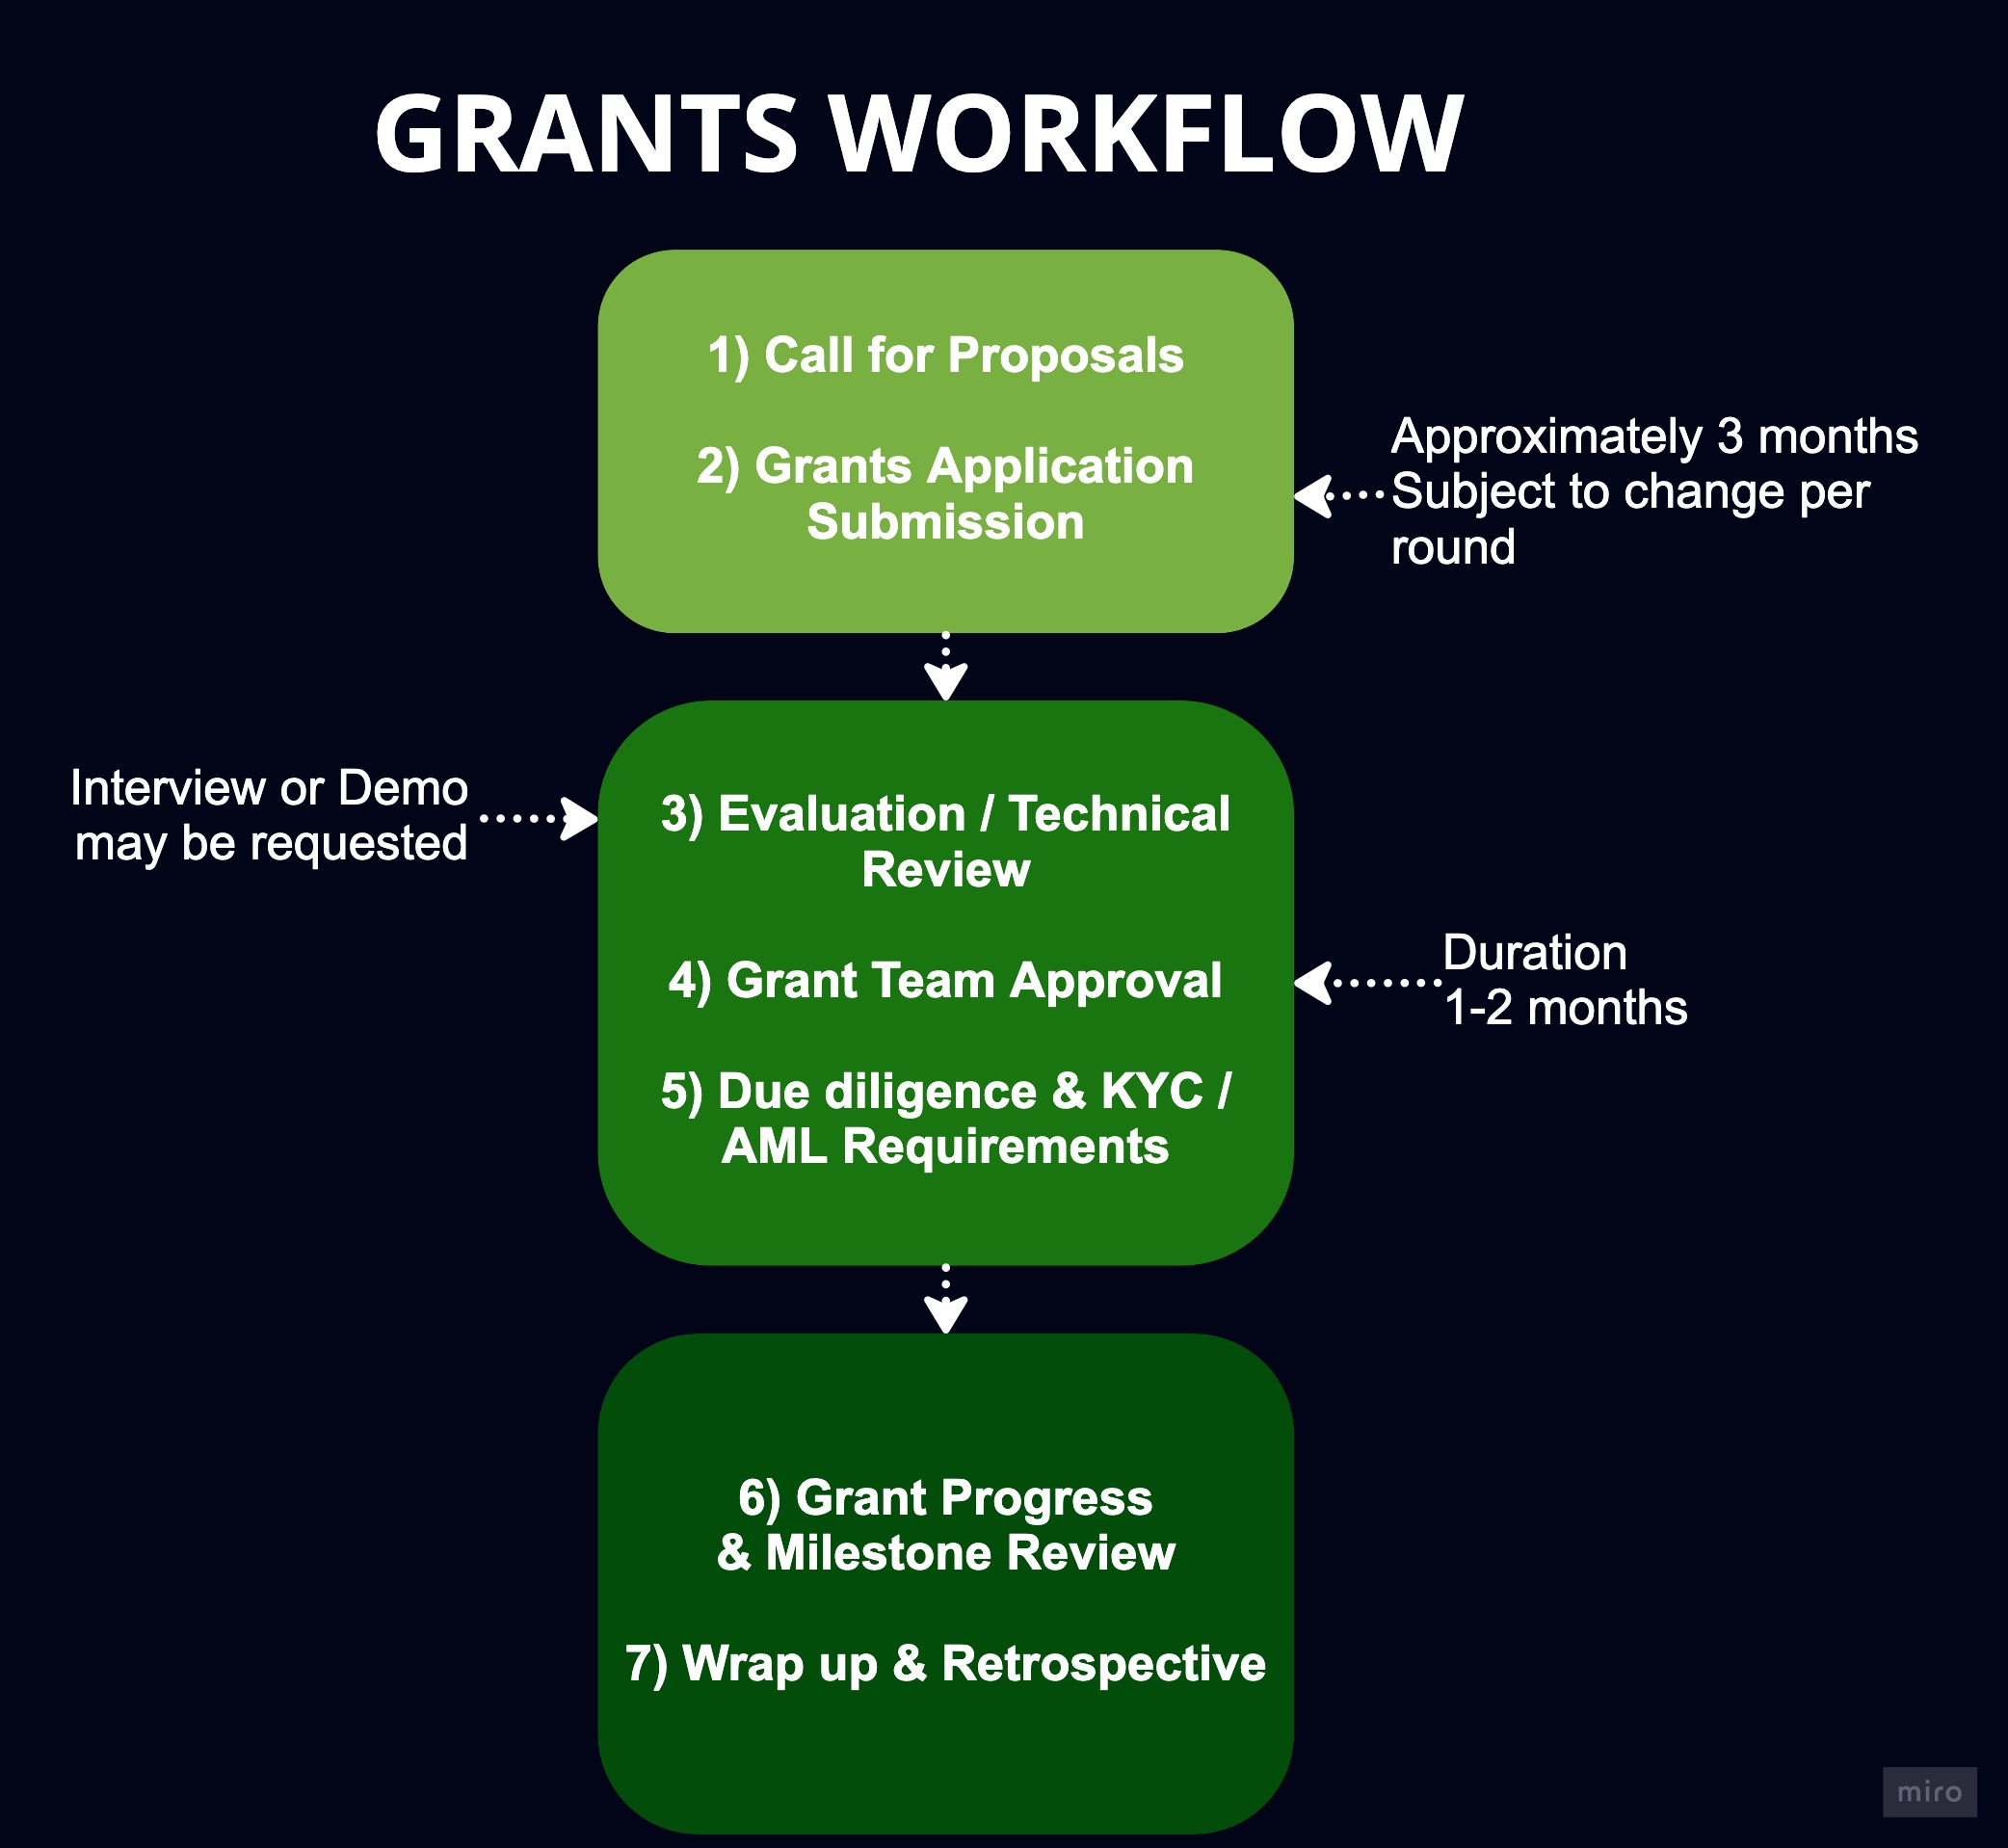 GRANTS WORKFLOW
1) Call for Proposals
2) Grants Application
Submission
Approximately 3 months
Subject to change per
round
Interview or Demo
may be requested
3) Evaluation / Technical
Review
4) Grant Team Approval
5) Due diligence & KYC /
AML Requirements
Duration
1-2 months
6) Grant Progress
& Milestone Review
7) Wrap up & Retrospective
miro